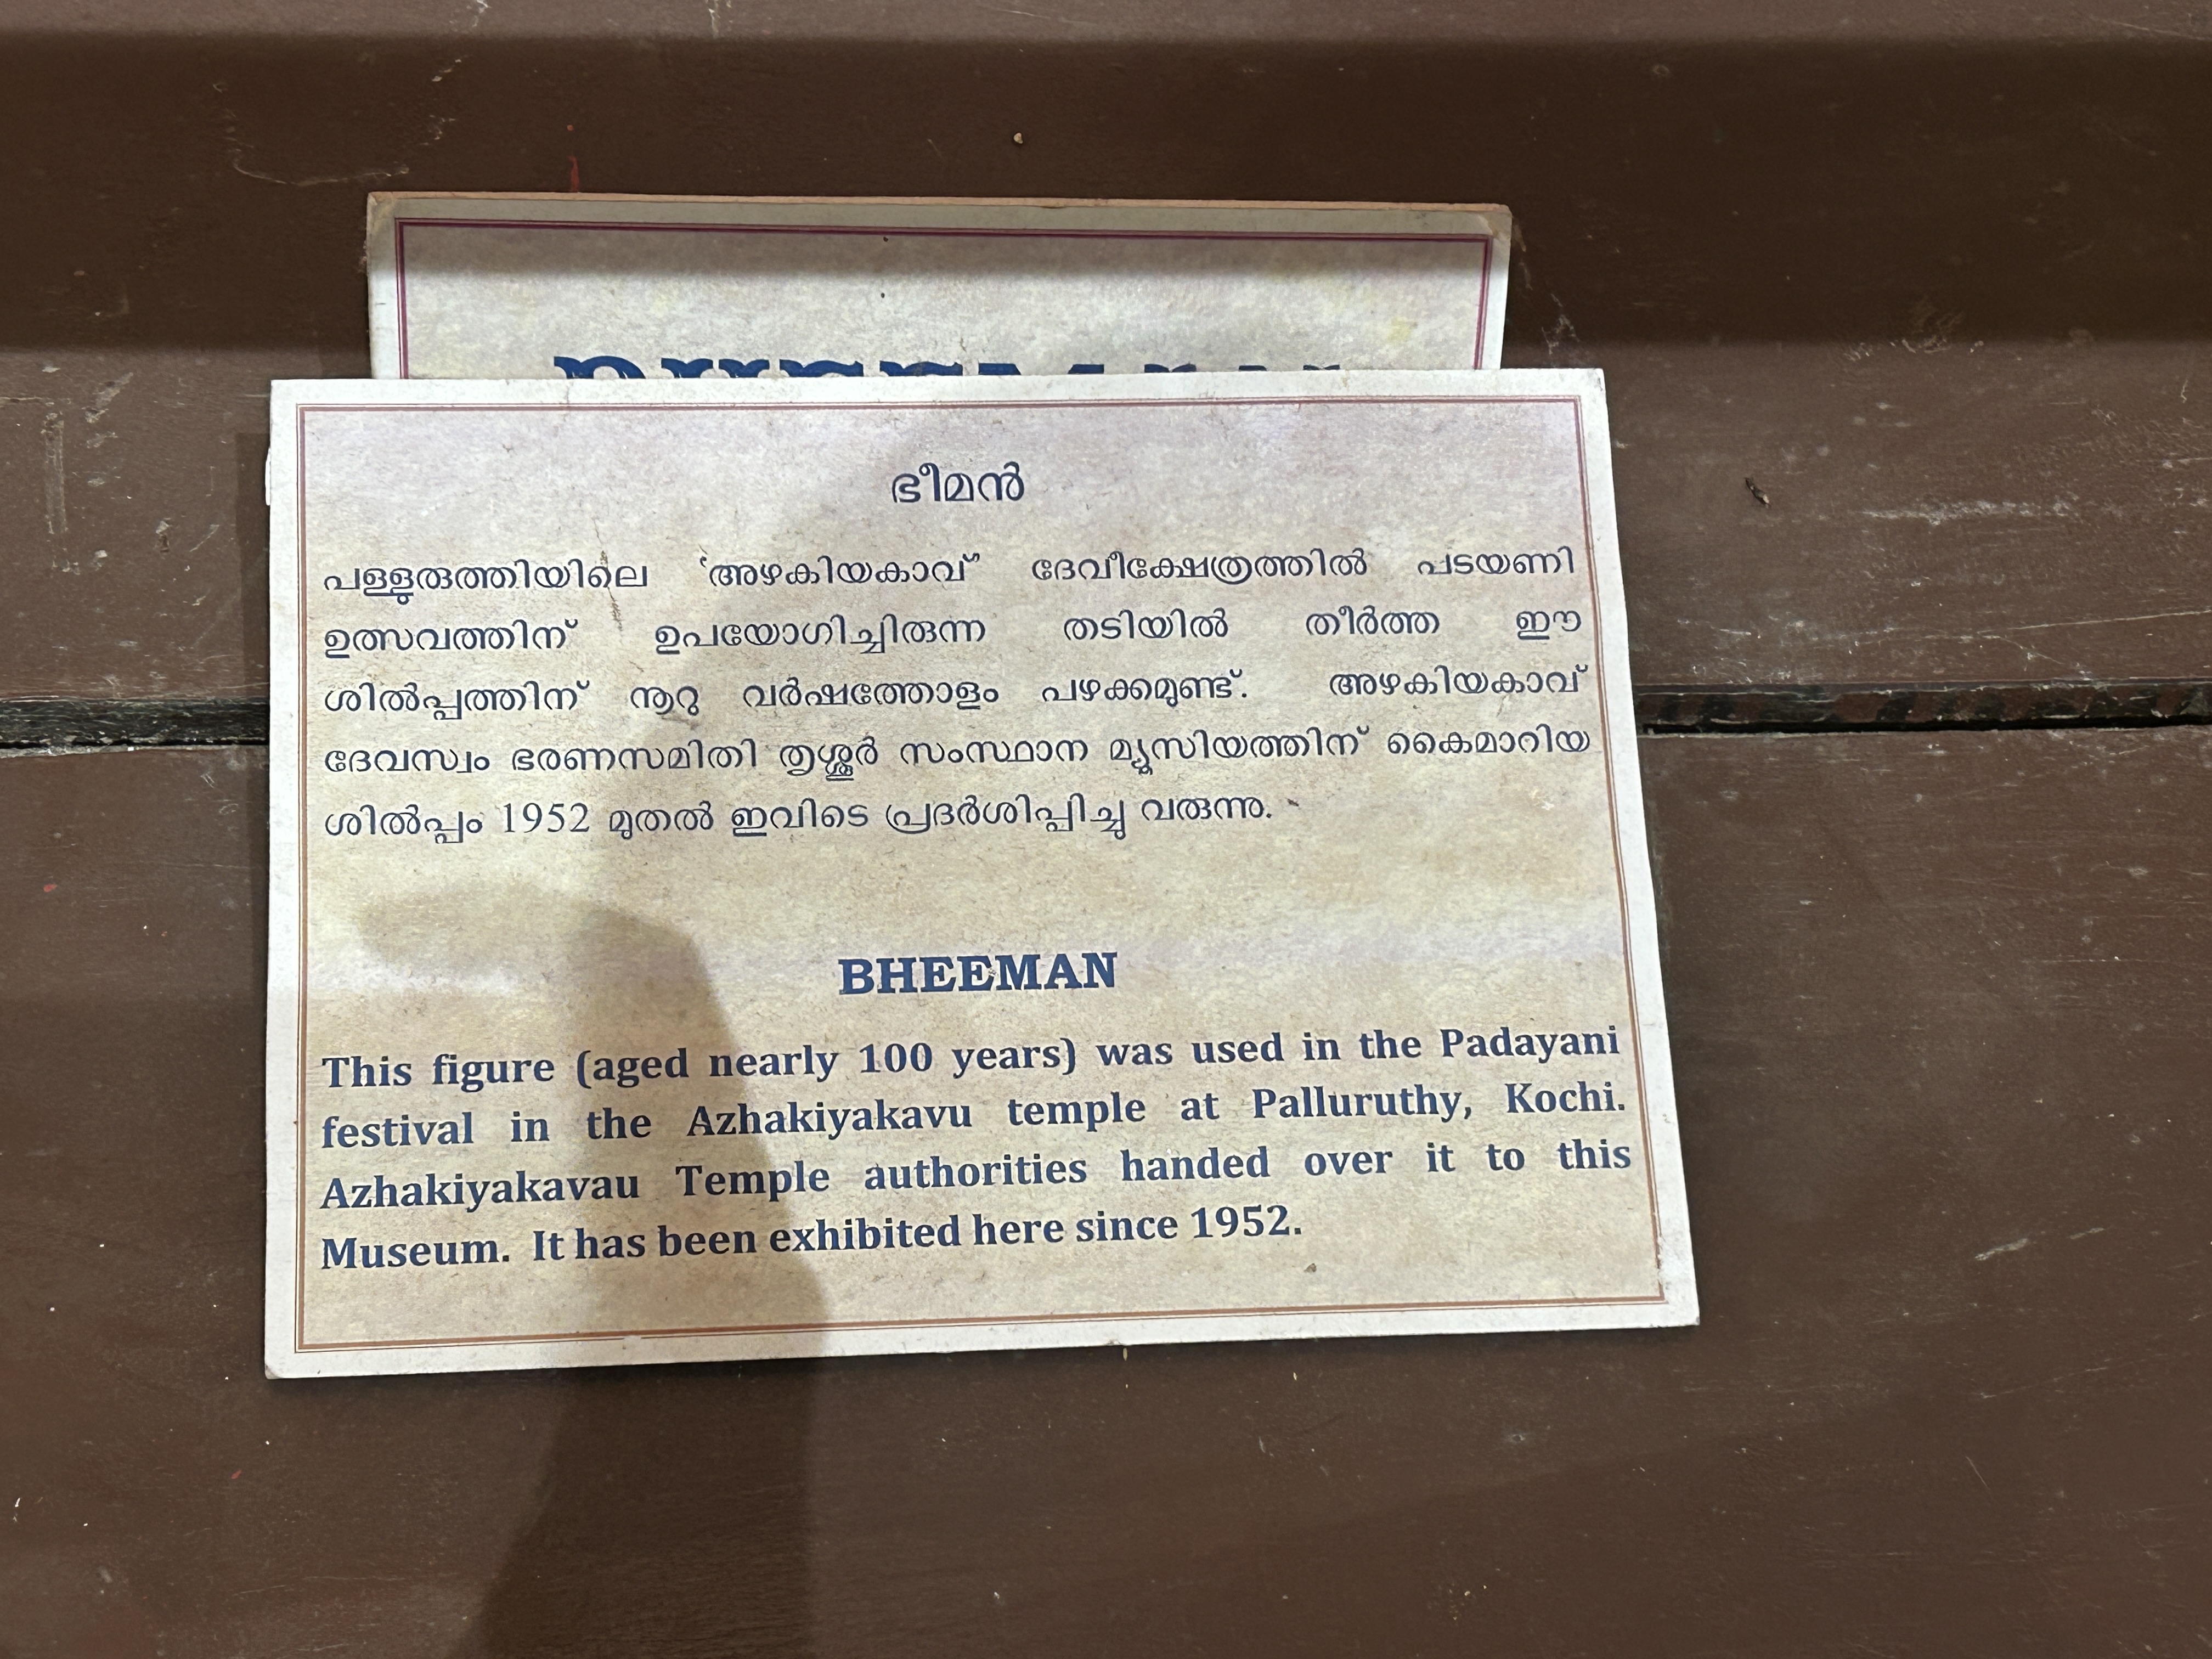 ഭീമൻ
പള്ളുരുത്തിയിലെ അഴകിയകാവ് ദേവീക്ഷേത്രത്തിൽ പടയണി
ഉത്സവത്തിന് ഉപയോഗിച്ചിരുന്ന തടിയിൽ തീർത്ത ഈ
ശിൽപ്പത്തിന് നൂറു വർഷത്തോളം പഴക്കമുണ്ട്. അഴകിയകാവ്
ദേവസ്വം ഭരണസമിതി തൃശ്ശൂർ സംസ്ഥാന മ്യൂസിയത്തിന് കൈമാറിയ
ശിൽപ്പം 1952 മുതൽ ഇവിടെ പ്രദർശിപ്പിച്ചു വരുന്നു.
BHEEMAN
This figure (aged nearly 100 years) was used in the Padayani
festival in the Azhakiyakavu temple at Palluruthy, Kochi.
Azhakiyakavau Temple authorities handed over it to this
Museum. It has been exhibited here since 1952.